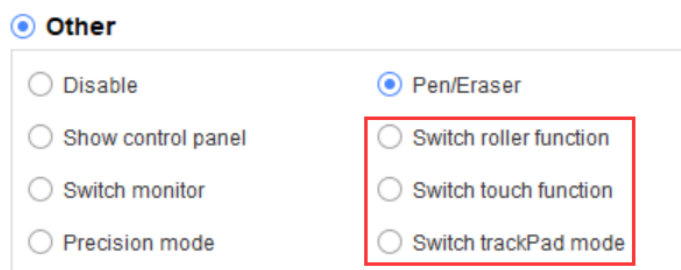 Other
Disable
Pen/Eraser
Show control panel
Switch roller function
Switch monitor
Switch touch function
Precision mode
Switch trackPad mode